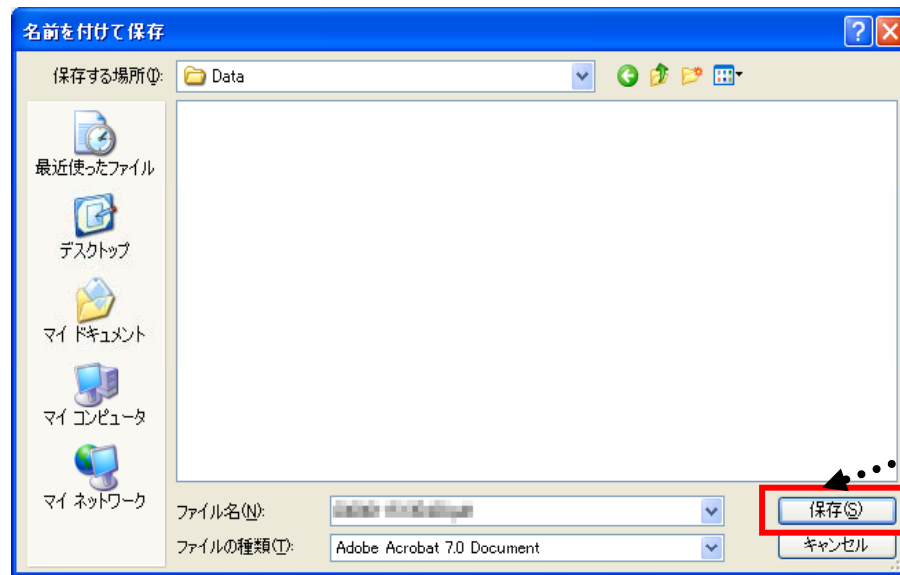 名前を付けて保存
保存する場所(I):
Data
最近使ったファイル
デスクトップ
マイ ドキュメント
マイ コンピュータ
マイ ネットワーク
ファイル名(N):
保存(S)
ファイルの種類(T):
Adobe Acrobat 7.0 Document
キャンセル